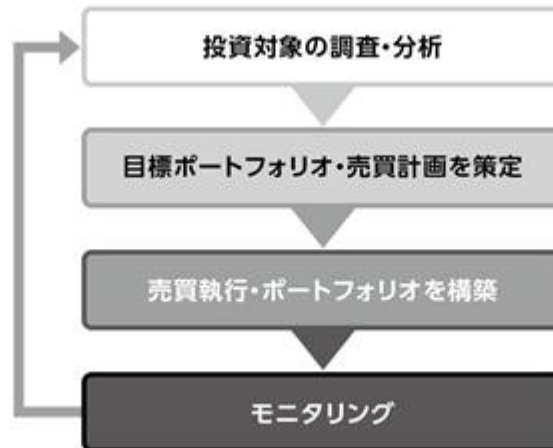 投資対象の調査・分析
目標ポートフォリオ・売買計画を策定
売買執行・ポートフォリオを構築
モニタリング